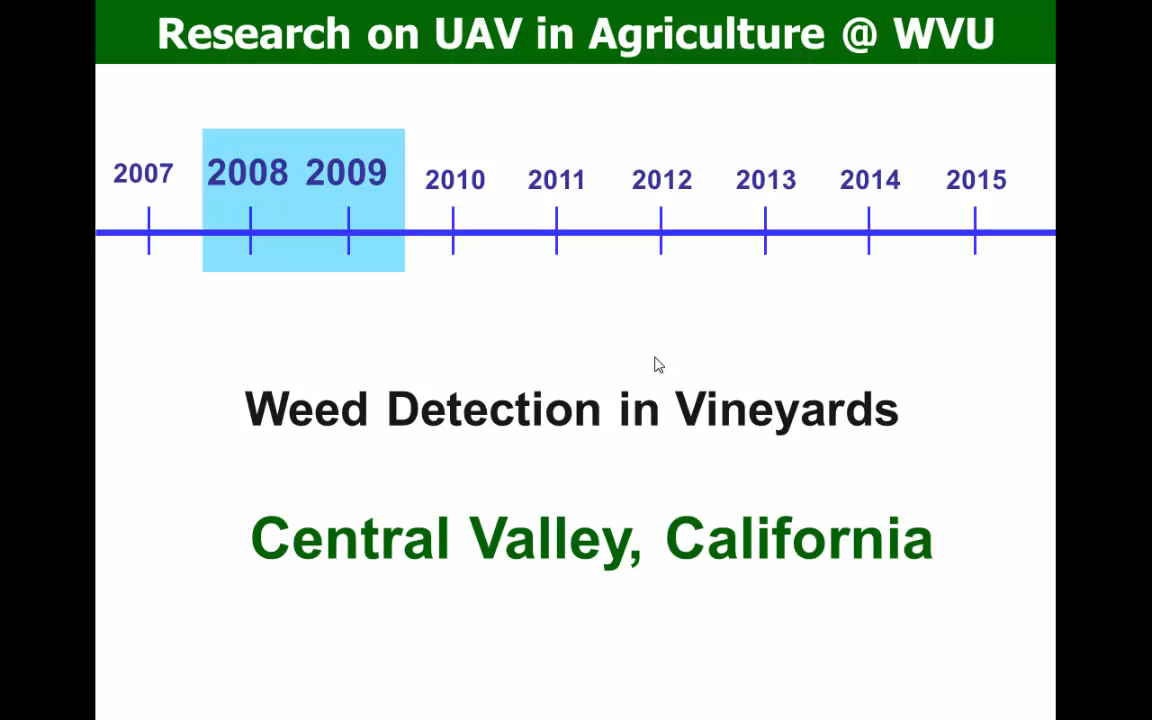 Research on UAV in Agriculture @ WVU
2007 2008 2009 2010 2011 2012 2013 2014 2015
Weed Detection in Vineyards
Central Valley, California